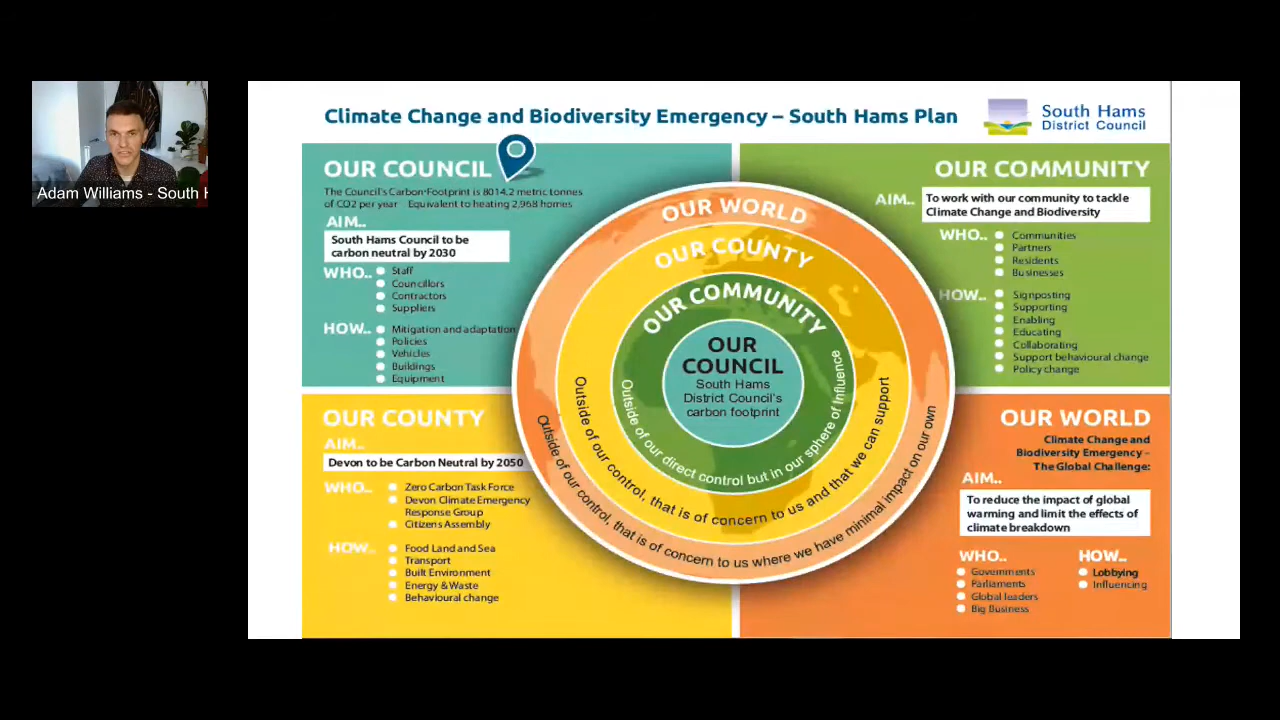 Adam Williams - South H
Climate Change and Biodiversity Emergency – South Hams Plan
South Hams
District Council
OUR COUNCIL
The Council's Carbon Footprint is 8014.2 metric tonnes
of CO2 per year Equivalent to heating 2,968 homes
AIM..
South Hams Council to be
carbon neutral by 2030
WHO..
Staff
Councillors
Contractors
Suppliers
HOW..
Mitigation and adaptation
Policies
Vehicles
Buildings
Equipment
OUR COMMUNITY
AIM..
To work with our community to tackle
Climate Change and Biodiversity
WHO..
Communities
Partners
Residents
Businesses
HOW..
Signposting
Supporting
Enabling
Educating
Collaborating
Support behavioural change
Policy change
OUR WORLD
OUR COUNTY
OUR COMMUNITY
OUR
COUNCIL
South Hams
District Council's
carbon footprint
Outside of our direct control but in our sphere of Influence
Outside of our control, that is of concern to us and that we can support
Outside of our control, that is of concern to us where we have minimal impact on our own
OUR COUNTY
AIM..
Devon to be Carbon Neutral by 2050
WHO..
Zero Carbon Task Force
Devon Climate Emergency
Response Group
Citizens Assembly
HOW..
Food Land and Sea
Transport
Built Environment
Energy & Waste
Behavioural change
OUR WORLD
Climate Change and
Biodiversity Emergency –
The Global Challenge:
AIM..
To reduce the impact of global
warming and limit the effects of
climate breakdown
WHO..
Governments
Parliaments
Global leaders
Big Business
HOW..
Lobbying
Influencing